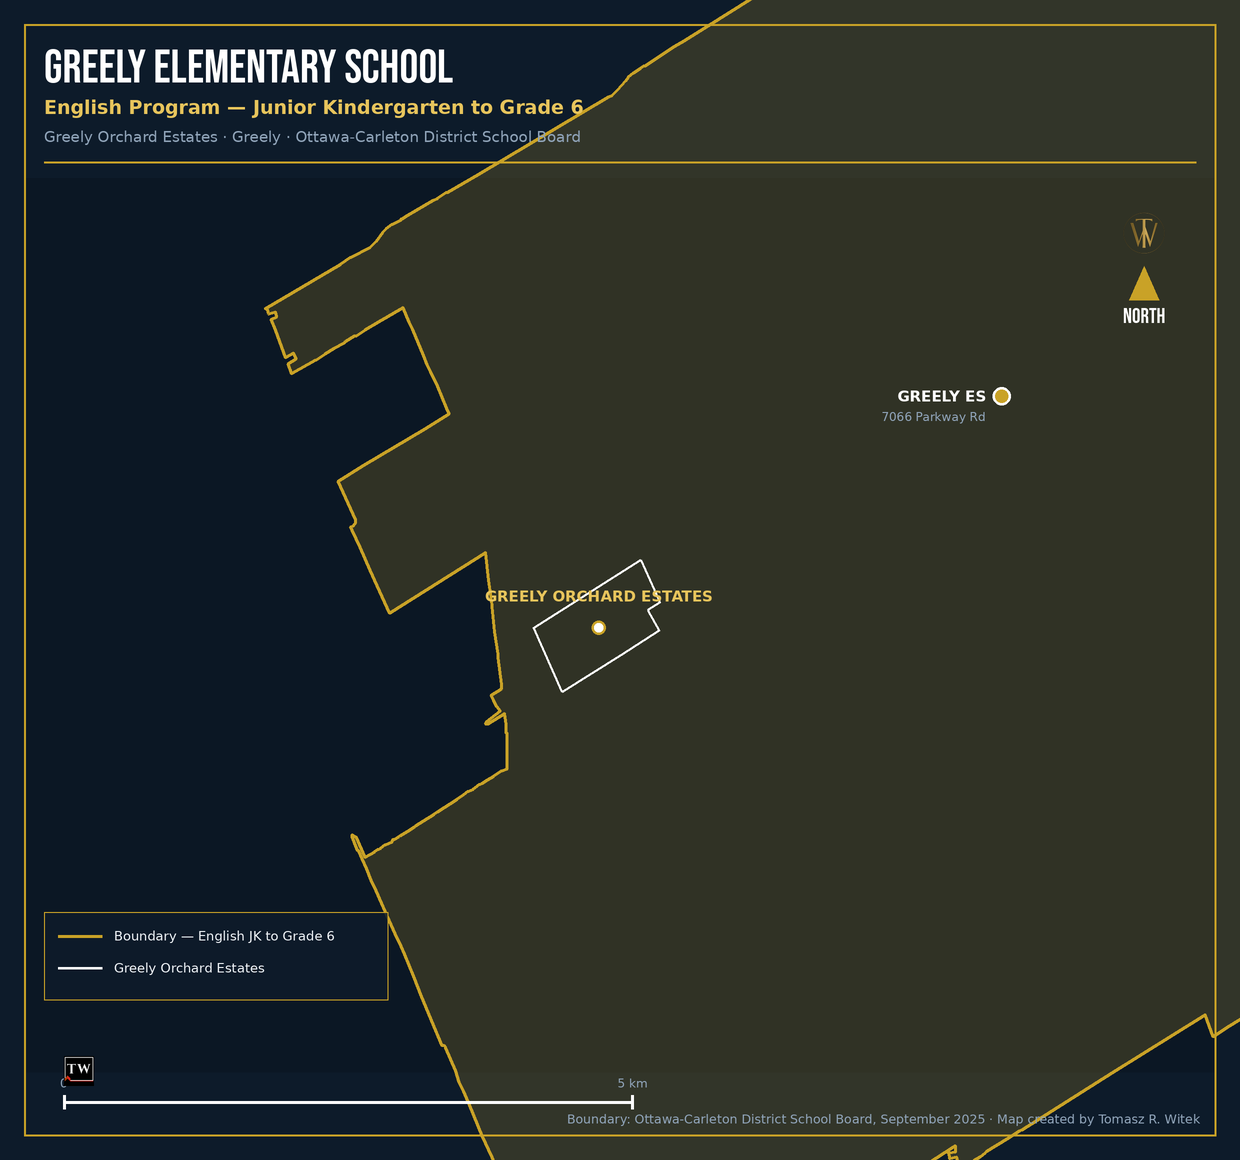 GREELY ELEMENTARY SCHOOL
English Program — Junior Kindergarten to Grade 6
Greely Orchard Estates · Greely · Ottawa-Carleton District School Board
TW
NORTH
GREELY ES
7066 Parkway Rd
GREELY ORCHARD ESTATES
Boundary — English JK to Grade 6
Greely Orchard Estates
TW
5 km
Boundary: Ottawa-Carleton District School Board, September 2025 · Map created by Tomasz R. Witek